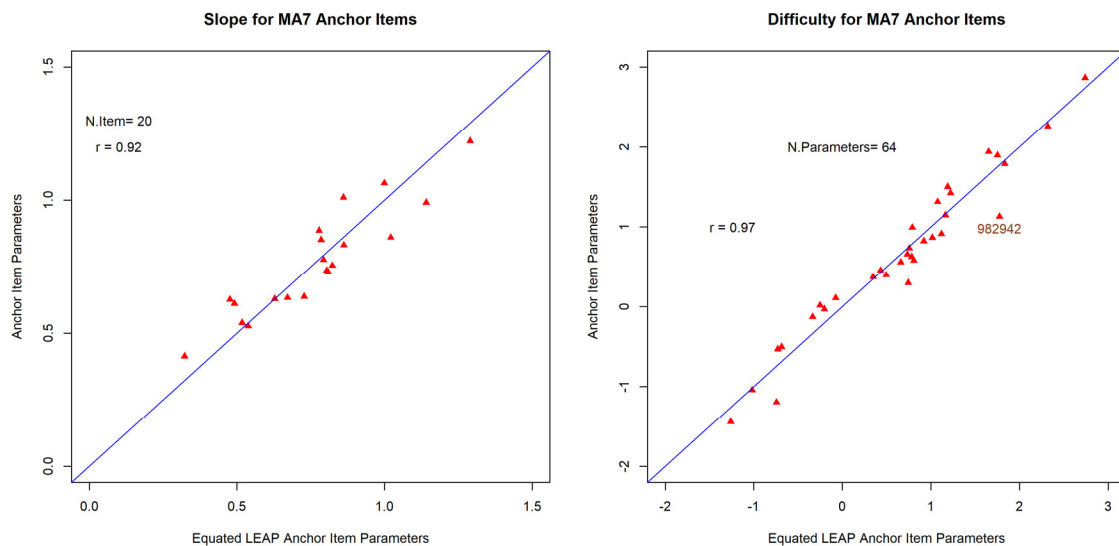 Slope for MA7 Anchor Items
1.5
1.0
0.5
0.0
Anchor Item Parameters
N.Item= 20
r = 0.92
0.0 0.5 1.0 1.5
Equated LEAP Anchor Item Parameters
Difficulty for MA7 Anchor Items
3
2
1
0
-1
-2
Anchor Item Parameters
N.Parameters= 64
r = 0.97
982942
-2 -1 0 1 2 3
Equated LEAP Anchor Item Parameters